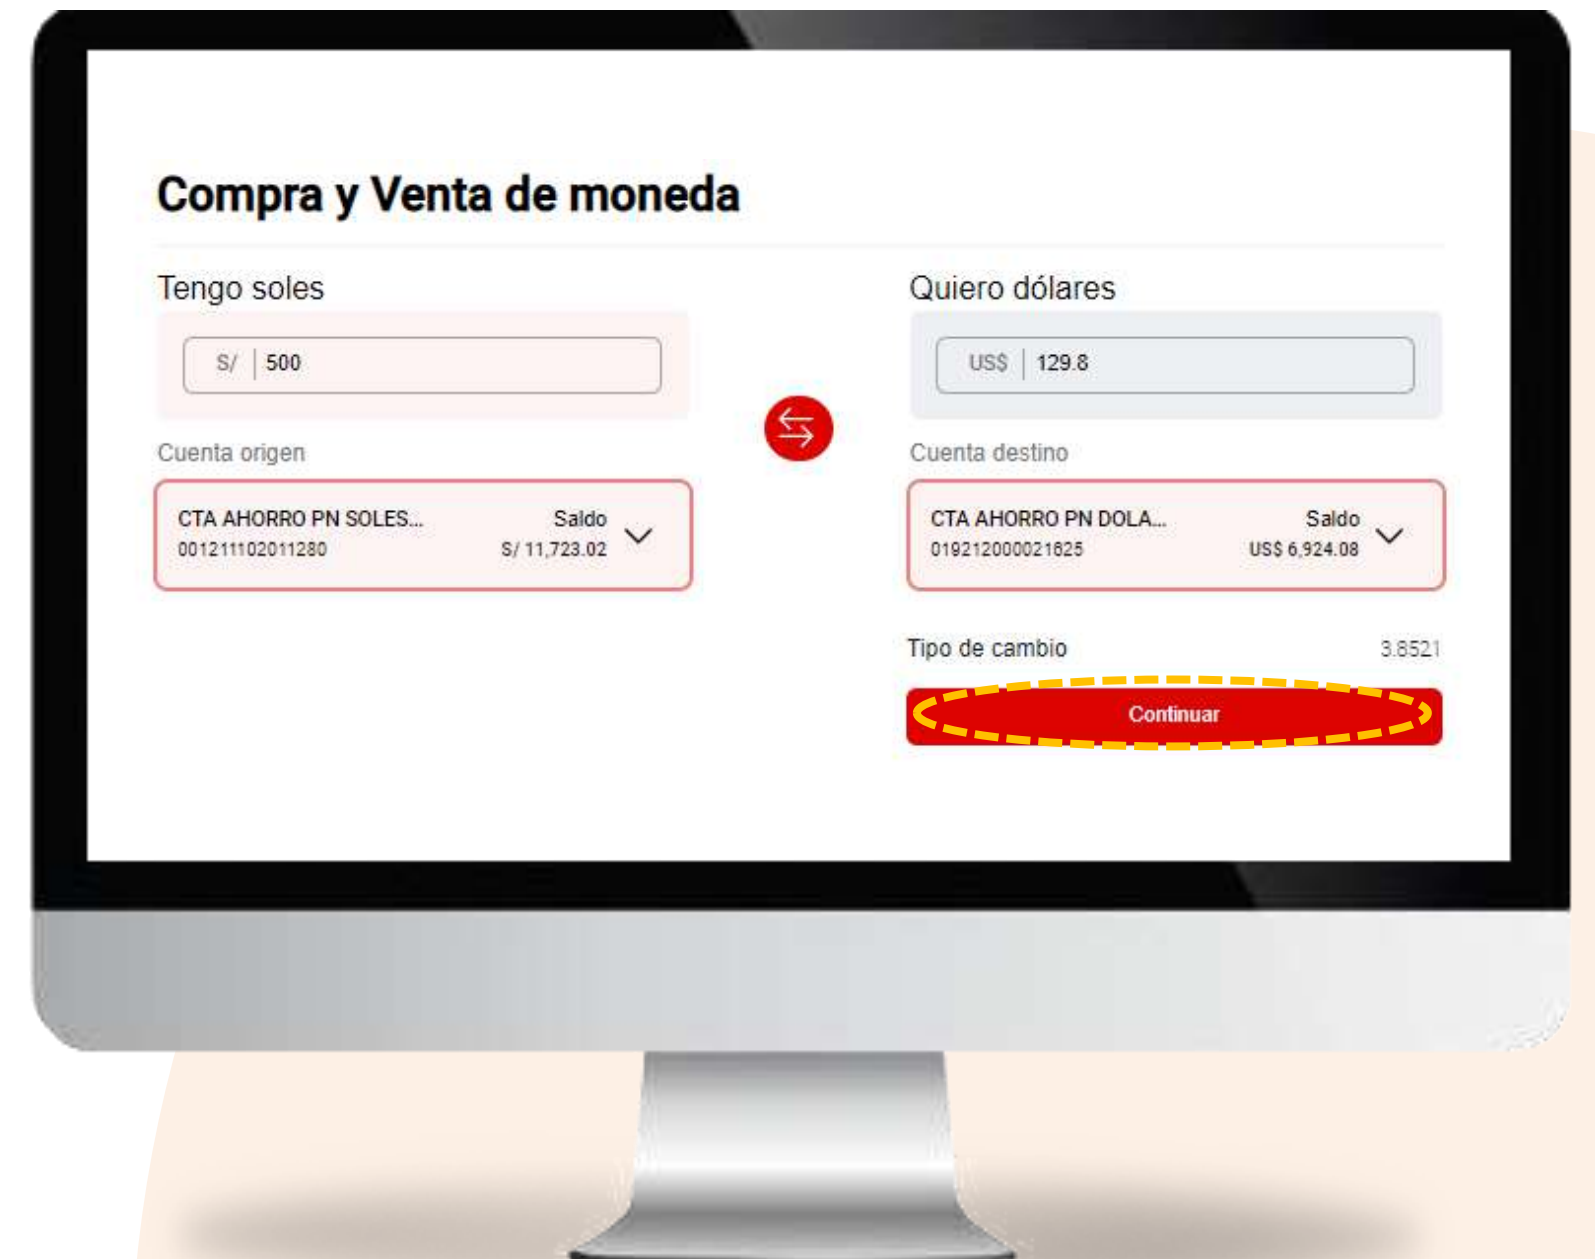 Compra y Venta de moneda
Tengo soles
Quiero dólares
S/ 500
US$ 129.8
Cuenta origen
Cuenta destino
CTA AHORRO PN SOLES... Saldo
001211102011280 S/ 11,723.02
CTA AHORRO PN DOLA... Saldo
019212000021625 US$ 6,924.08
Tipo de cambio 3.8521
Continuar